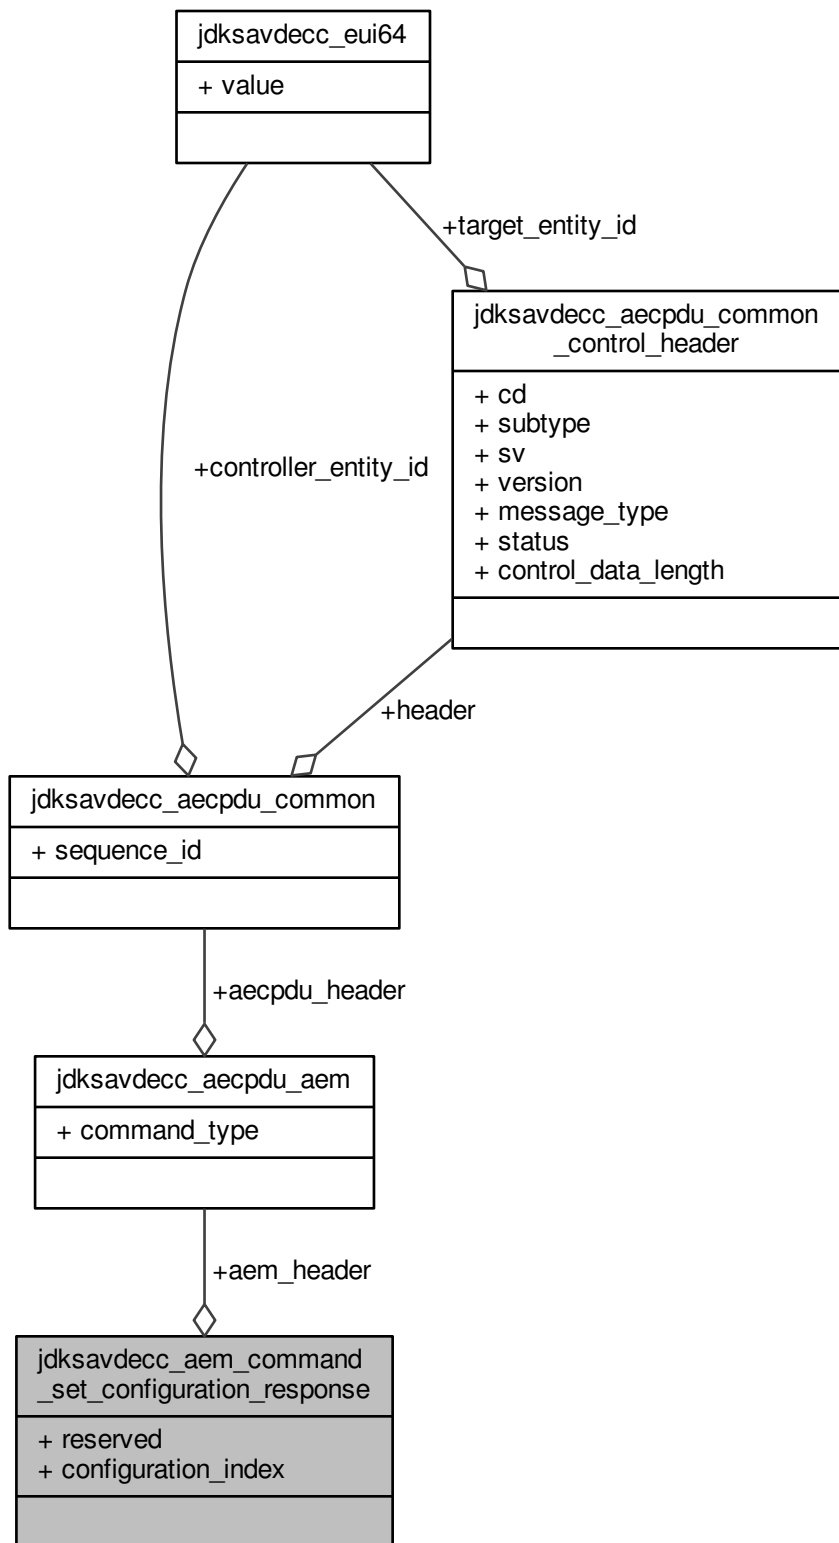 jdksavdecc_eui64
+ value
+target_entity_id
jdksavdecc_aecpdu_common
_control_header
+ cd
+ subtype
+ sv
+ version
+ message_type
+ status
+ control_data_length
+controller_entity_id
+header
jdksavdecc_aecpdu_common
+ sequence_id
+aecpdu_header
jdksavdecc_aecpdu_aem
+ command_type
+aem_header
jdksavdecc_aem_command
_set_configuration_response
+ reserved
+ configuration_index